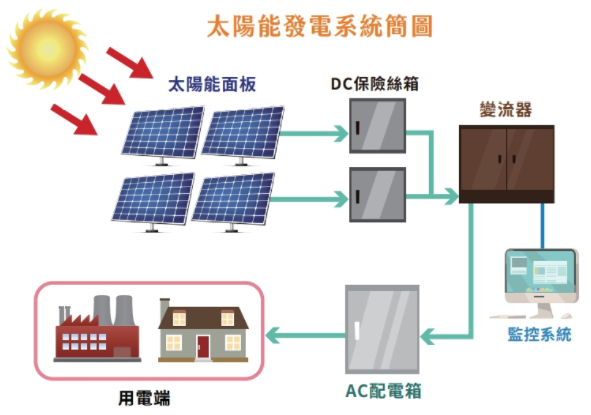 太陽能發電系統簡圖
太陽能面板
DC保險絲箱
變流器
監控系統
AC配電箱
用電端